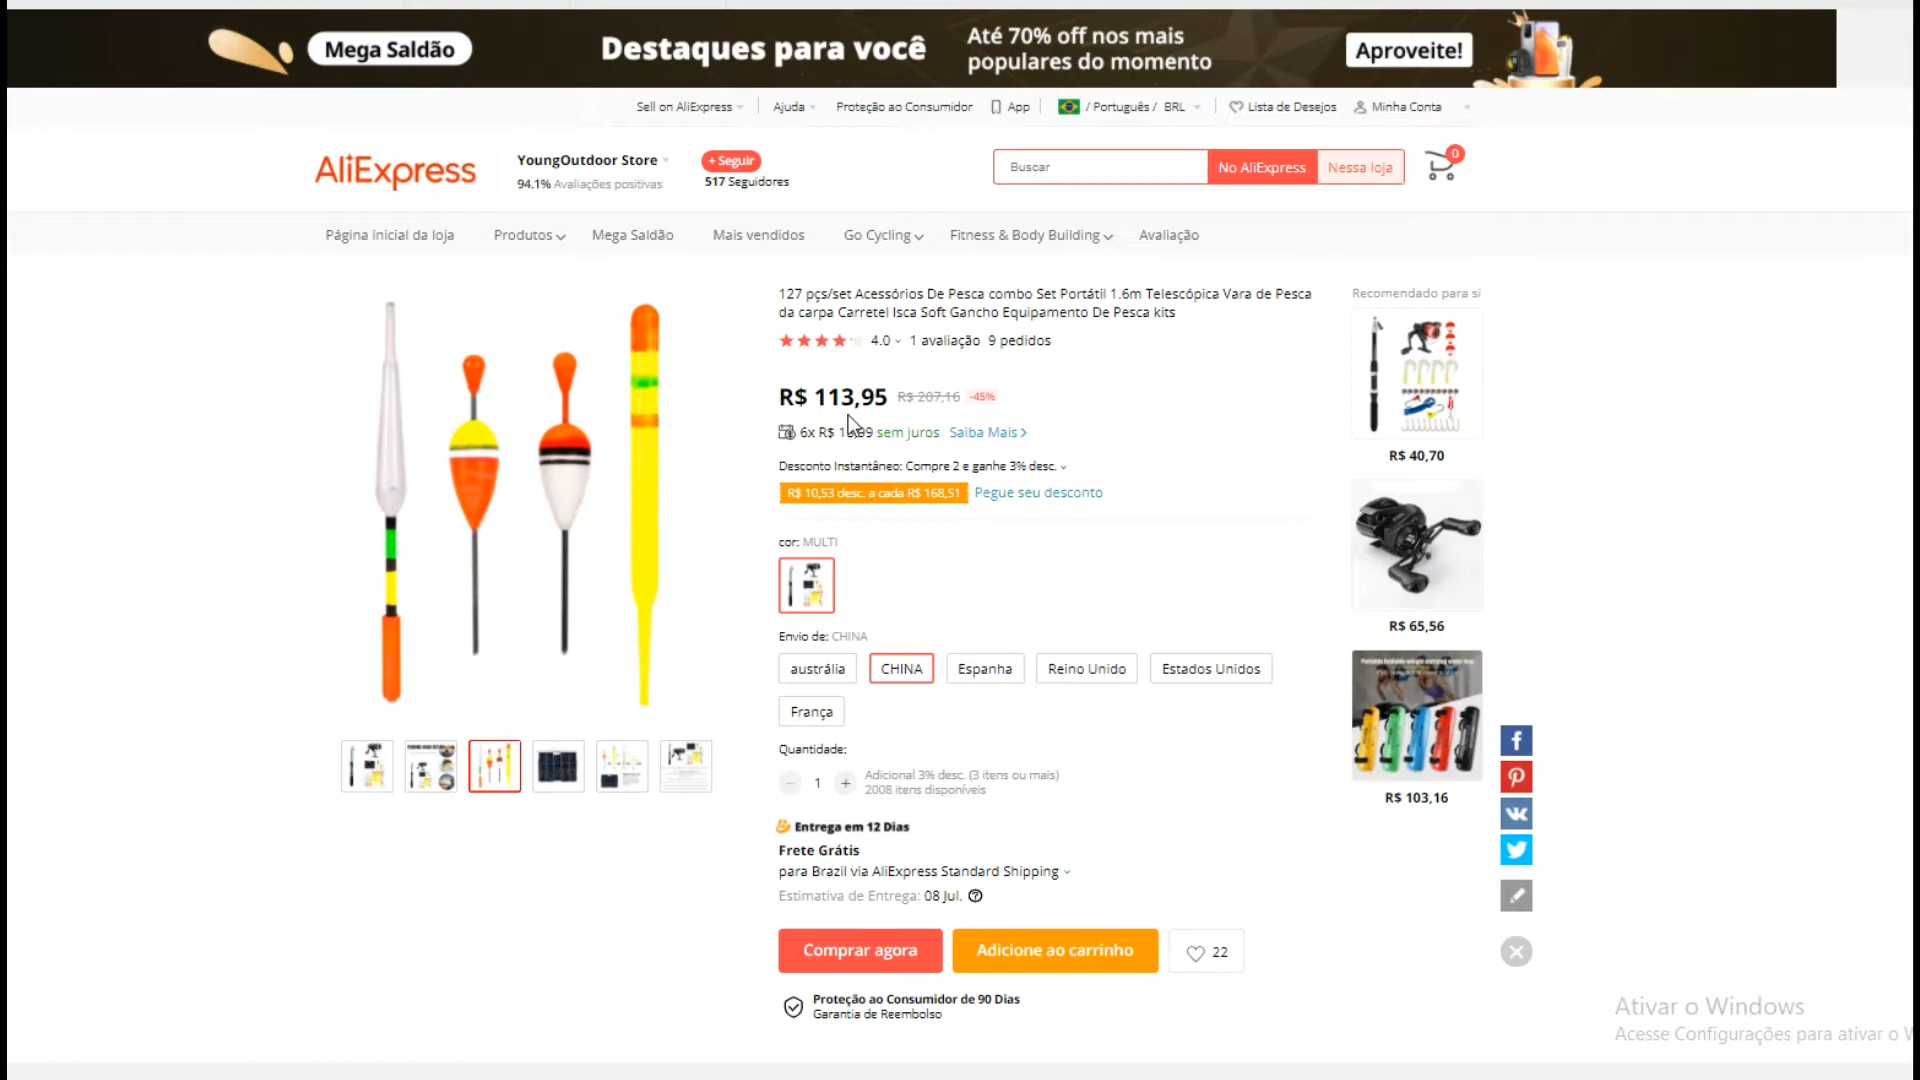 Mega Saldão
Destaques para você
Até 70% off nos mais
populares do momento
Aproveite!
Sell on AliExpress
Ajuda
Proteção ao Consumidor
App
/ Português / BRL
Lista de Desejos
Minha Conta
AliExpress
YoungOutdoor Store
94.1% Avaliações positivas
+ Seguir
517 Seguidores
Buscar
No AliExpress
Nessa loja
0
Página inicial da loja
Produtos
Mega Saldão
Mais vendidos
Go Cycling
Fitness & Body Building
Avaliação
127 pçs/set Acessórios De Pesca combo Set Portátil 1.6m Telescópica Vara de Pesca
da carpa Carretel Isca Soft Gancho Equipamento De Pesca kits
4.0 1 avaliação 9 pedidos
R$ 113,95 R$ 207,16 -45%
6x R$ sem juros Saiba Mais
Desconto Instantâneo: Compre 2 e ganhe 3% desc.
R$ 10,53 desc. a cada R$ 168,51 Pegue seu desconto
cor: MULTI
Envio de: CHINA
austrália
CHINA
Espanha
Reino Unido
Estados Unidos
França
Quantidade:
1
Adicional 3% desc. (3 itens ou mais)
2008 itens disponíveis
Entrega em 12 Dias
Frete Grátis
para Brazil via AliExpress Standard Shipping
Estimativa de Entrega: 08 Jul.
Comprar agora
Adicione ao carrinho
22
Proteção ao Consumidor de 90 Dias
Garantia de Reembolso
Recomendado para si
R$ 40,70
R$ 65,56
R$ 103,16
Ativar o Windows
Acesse Configurações para ativar o